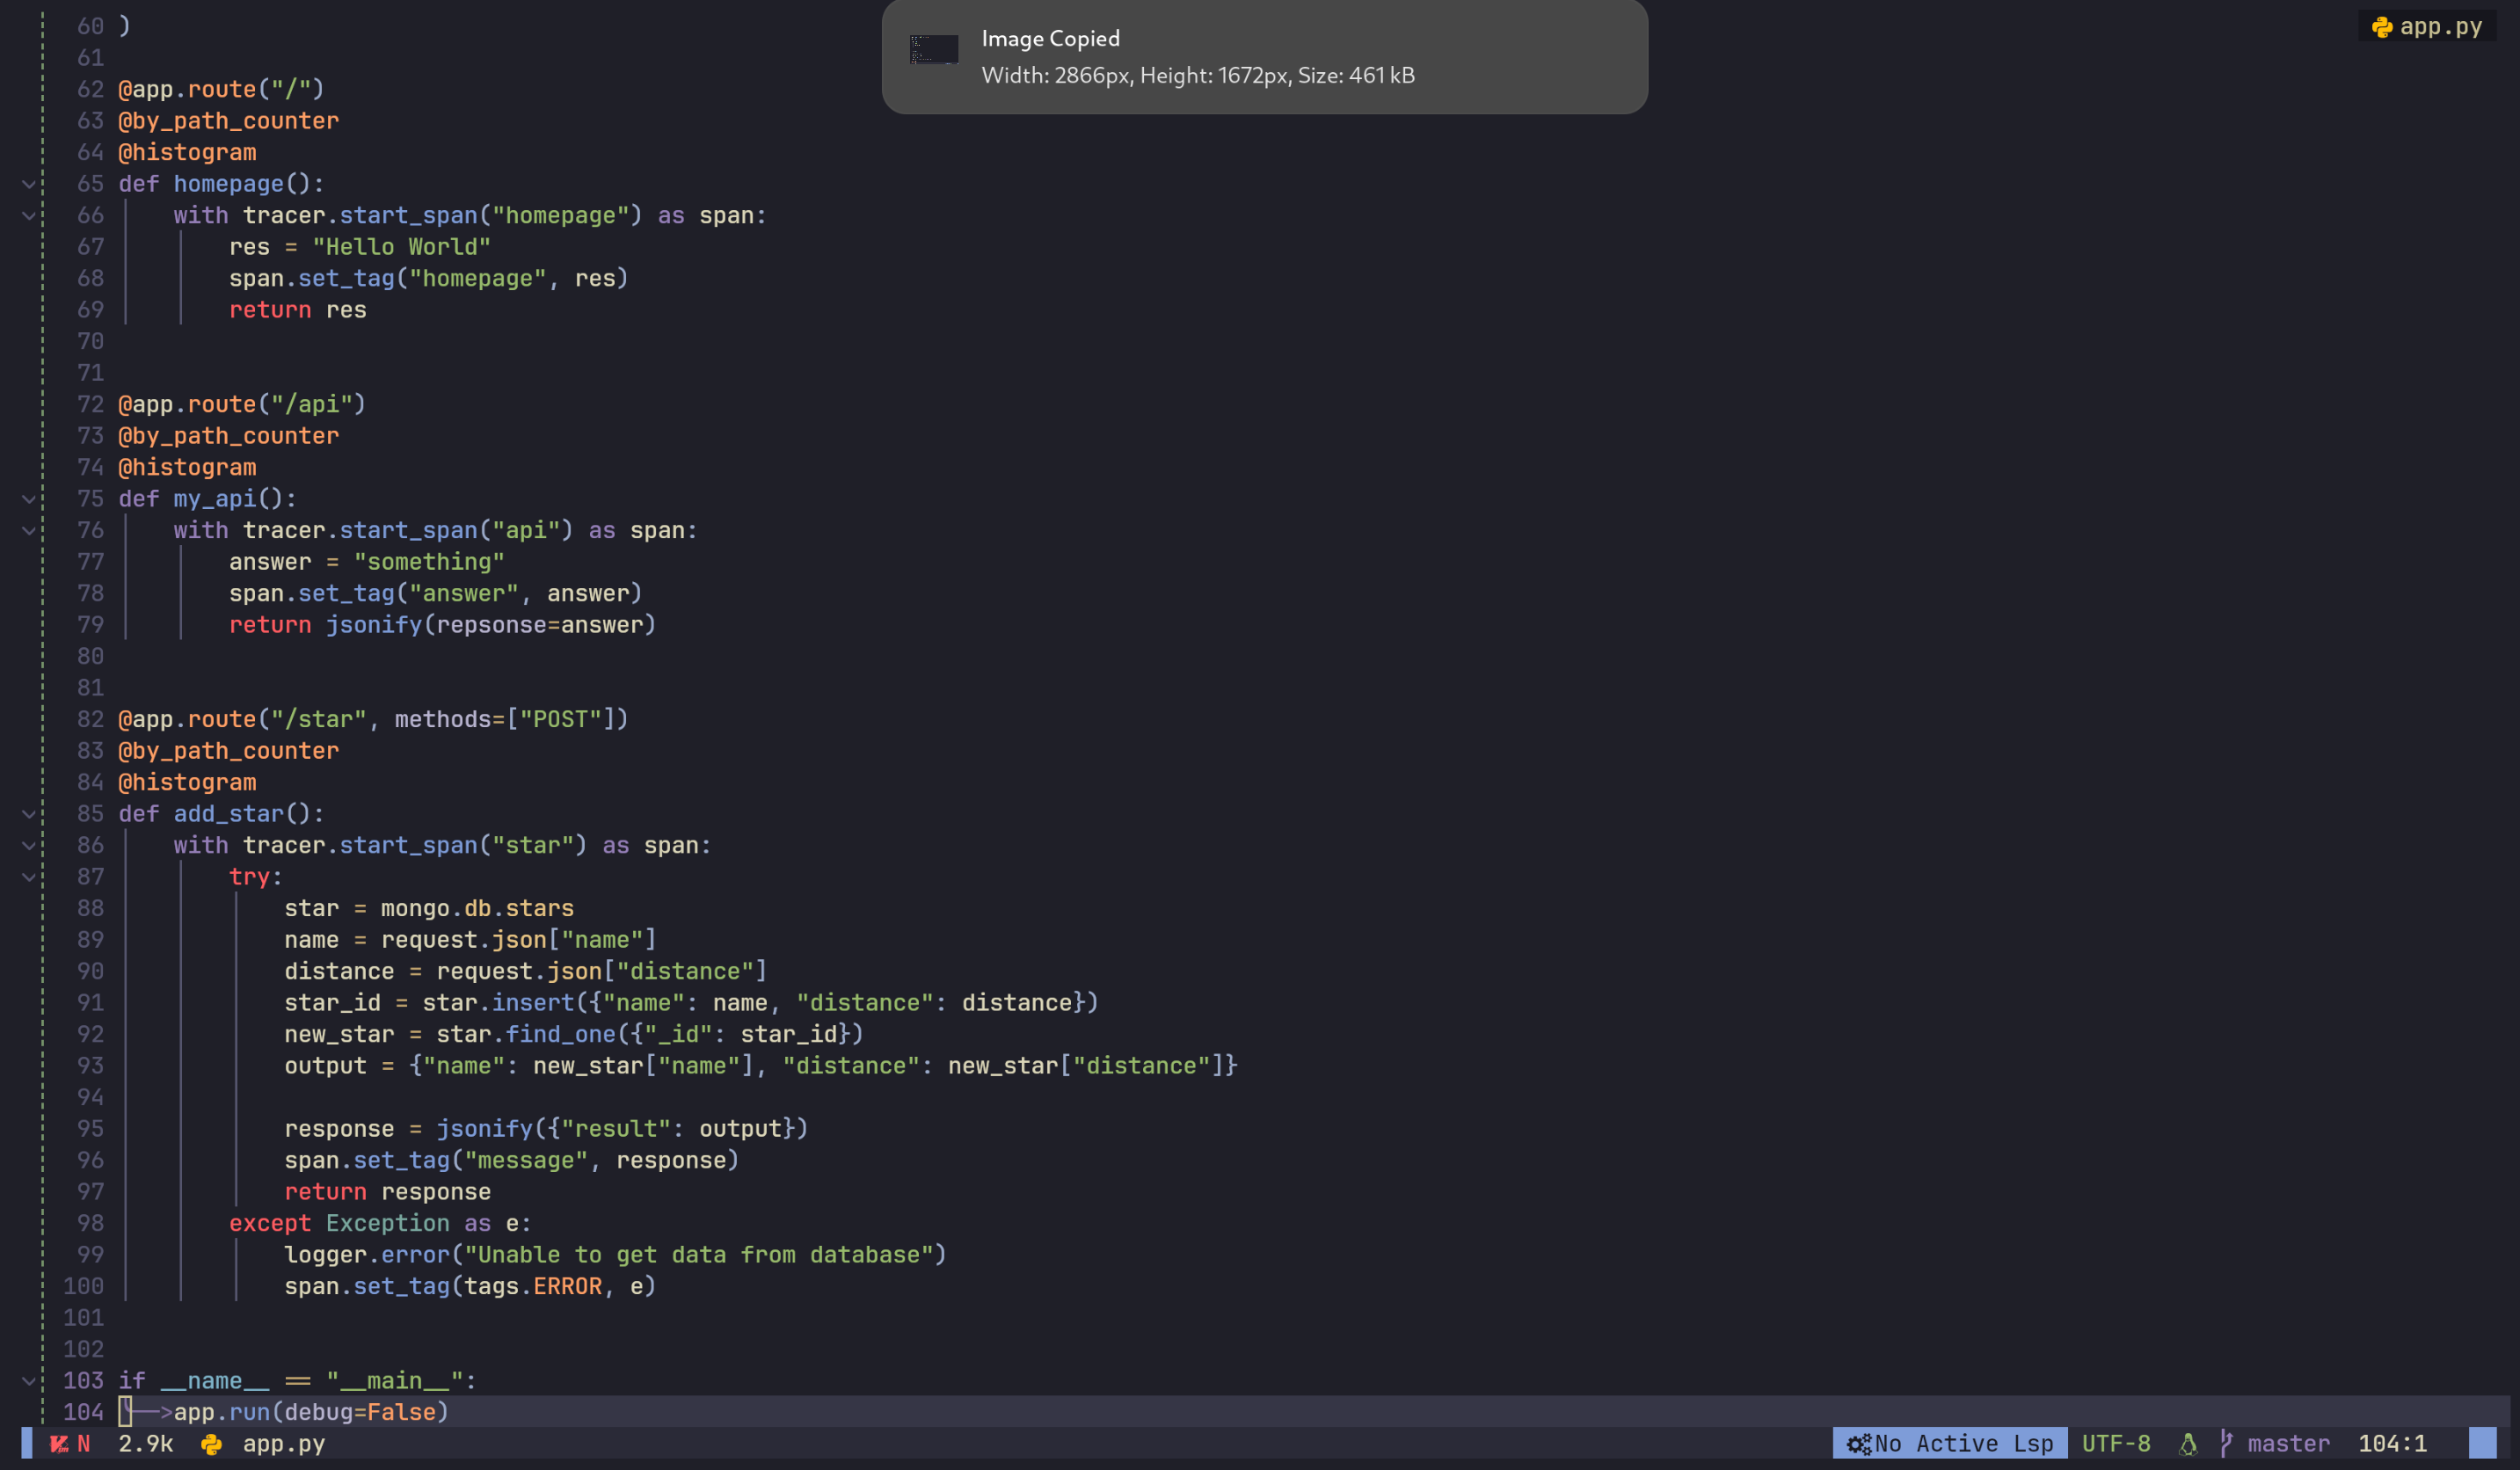 60 )
Image Copied
Width: 2866px, Height: 1672px, Size: 461 kB
app.py
61
62 @app.route("/")
63 @by_path_counter
64 @histogram
65 def homepage():
66     with tracer.start_span("homepage") as span:
67         res = "Hello World"
68         span.set_tag("homepage", res)
69         return res
70
71
72 @app.route("/api")
73 @by_path_counter
74 @histogram
75 def my_api():
76     with tracer.start_span("api") as span:
77         answer = "something"
78         span.set_tag("answer", answer)
79         return jsonify(repsonse=answer)
80
81
82 @app.route("/star", methods=["POST"])
83 @by_path_counter
84 @histogram
85 def add_star():
86     with tracer.start_span("star") as span:
87         try:
88             star = mongo.db.stars
89             name = request.json["name"]
90             distance = request.json["distance"]
91             star_id = star.insert({"name": name, "distance": distance})
92             new_star = star.find_one({"_id": star_id})
93             output = {"name": new_star["name"], "distance": new_star["distance"]}
94
95             response = jsonify({"result": output})
96             span.set_tag("message", response)
97             return response
98         except Exception as e:
99             logger.error("Unable to get data from database")
100             span.set_tag(tags.ERROR, e)
101
102
103 if __name__ == "__main__":
104     app.run(debug=False)
N 2.9k app.py No Active Lsp UTF-8 master 104:1